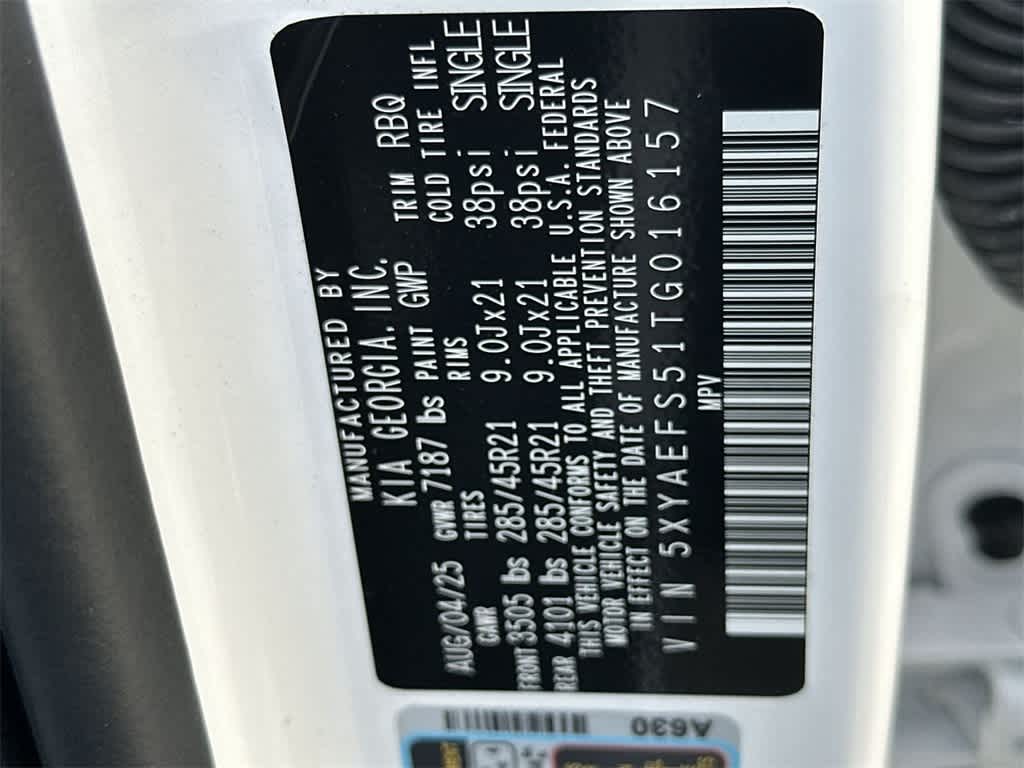 MANUFACTURED BY
KIA GEORGIA. INC.
AUG/04/25 GVWR 7187 lbs PAINT GWP TRIM RBQ
GAWR TIRES RIMS COLD TIRE INFL
FRONT 3505 lbs 285/45R21 9.0Jx21 38psi SINGLE
REAR 4101 lbs 285/45R21 9.0Jx21 38psi SINGLE
THIS VEHICLE CONFORMS TO ALL APPLICABLE U.S.A. FEDERAL
MOTOR VEHICLE SAFETY AND THEFT PREVENTION STANDARDS
IN EFFECT ON THE DATE OF MANUFACTURE SHOWN ABOVE
VIN 5XYAEFS51TG016157
MPV
A630